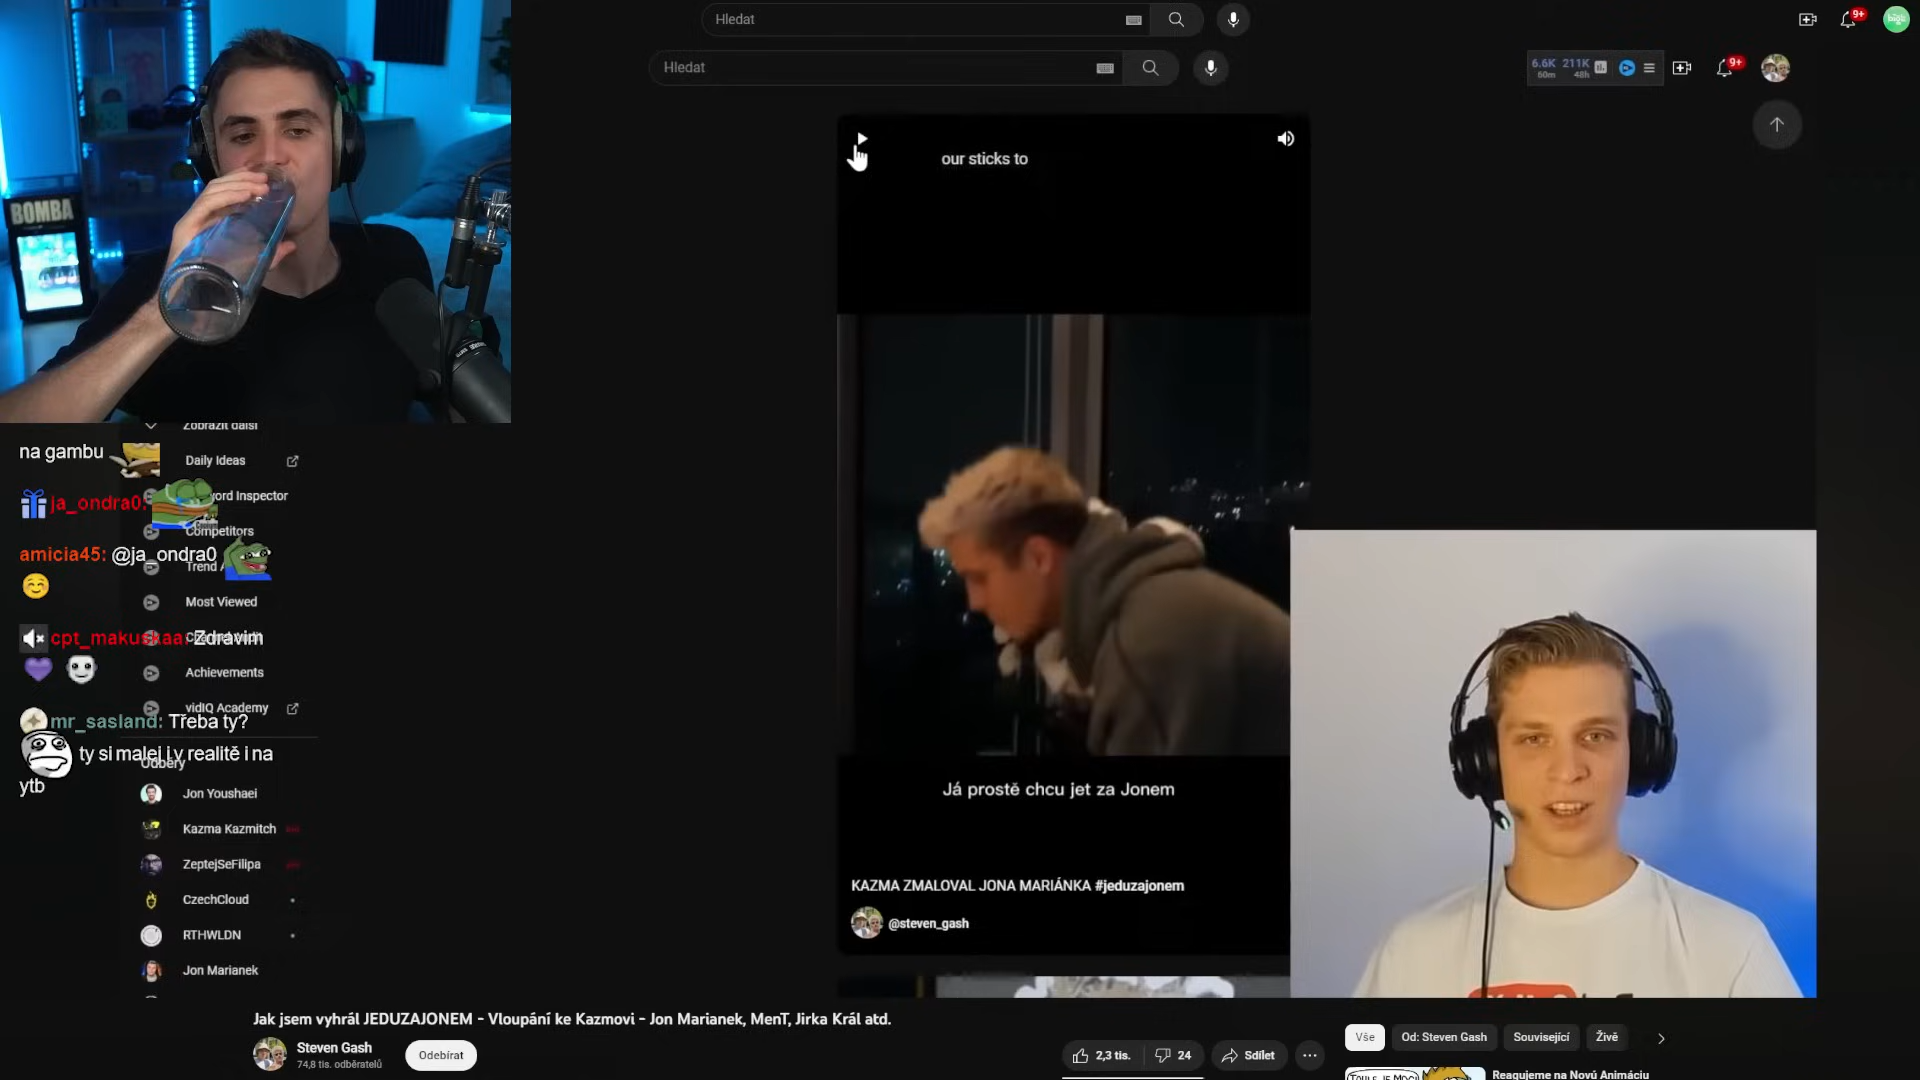 Hledat
9+
Hledat
6.6K 211K
60m 48h
9+
BOMBA
our sticks to
Zobrazit další
na gambu
Daily Ideas
ja_ondra0:
word Inspector
Competitors
amicia45: @ja_ondra0
Trend A
Most Viewed
cpt_makuskaa: Zdravim
Achievements
vidIQ Academy
mr_sasland: Třeba ty?
ty si malej i v realitě i na
ytb
Odběry
Jon Youshaei
Kazma Kazmitch
ZeptejSeFilipa
CzechCloud
RTHWLDN
Jon Marianek
Já prostě chcu jet za Jonem
KAZMA ZMALOVAL JONA MARIÁNKA #jeduzajonem
@steven_gash
Jak jsem vyhrál JEDUZAJONEM - Vloupání ke Kazmovi - Jon Marianek, MenT, Jirka Král atd.
Steven Gash
74,8 tis. odběratelů
Odebírat
2,3 tis.
24
Sdílet
Vše
Od: Steven Gash
Související
Živě
Reagujeme na Novú Animáciu